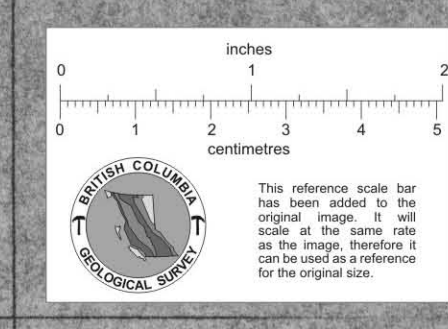 inches
0 1 2
0 1 2 3 4 5
centimetres
BRITISH COLUMBIA
GEOLOGICAL SURVEY
This reference scale bar
has been added to the
original image. It will
scale at the same rate
as the image, therefore it
can be used as a reference
for the original size.